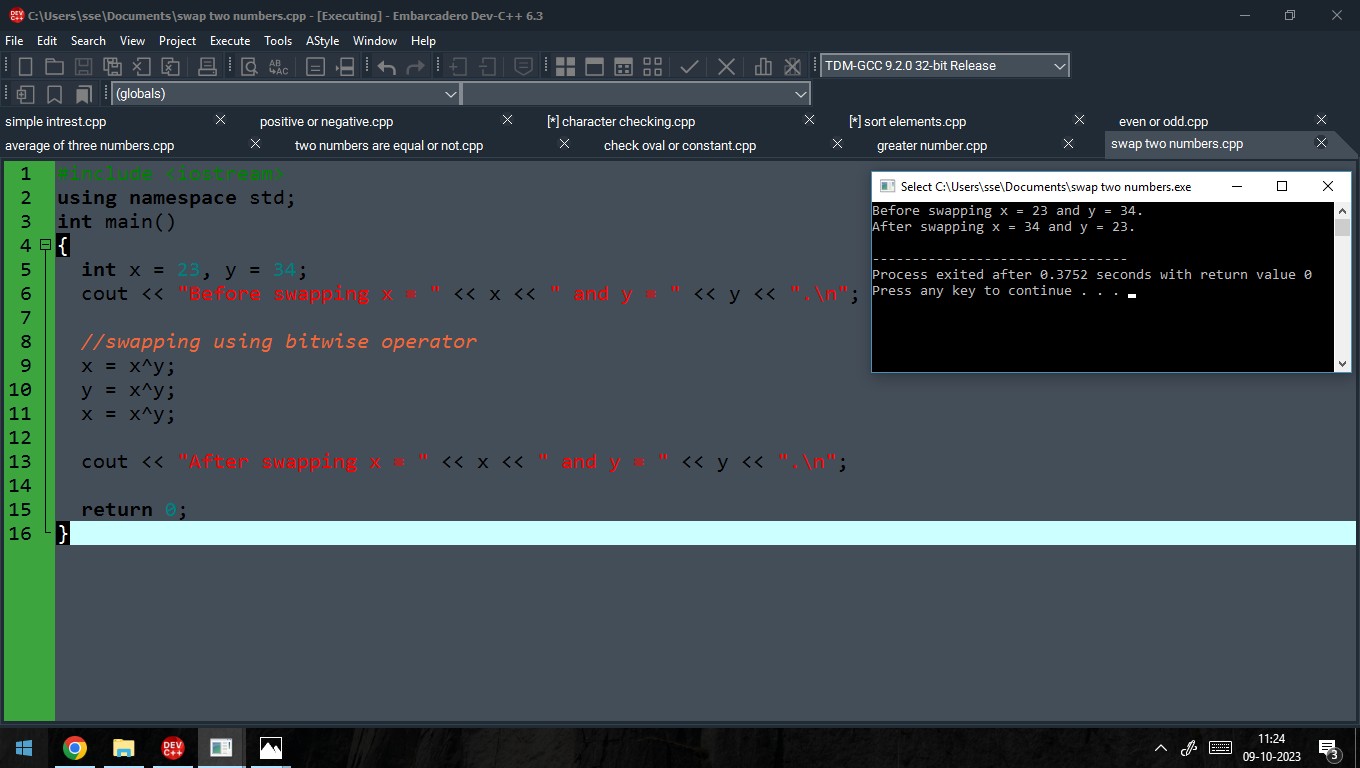 C:\Users\sse\Documents\swap two numbers.cpp - [Executing] - Embarcadero Dev-C++ 6.3
File Edit Search View Project Execute Tools AStyle Window Help
TDM-GCC 9.2.0 32-bit Release
(globals)
simple intrest.cpp positive or negative.cpp [*] character checking.cpp [*] sort elements.cpp even or odd.cpp
average of three numbers.cpp two numbers are equal or not.cpp check oval or constant.cpp greater number.cpp swap two numbers.cpp
1 #include <iostream>
2 using namespace std;
3 int main()
4 {
5 int x = 23, y = 34;
6 cout << "Before swapping x = " << x << " and y = " << y << ".\n";
7
8 //swapping using bitwise operator
9 x = x^y;
10 y = x^y;
11 x = x^y;
12
13 cout << "After swapping x = " << x << " and y = " << y << ".\n";
14
15 return 0;
16 }
Select C:\Users\sse\Documents\swap two numbers.exe
Before swapping x = 23 and y = 34.
After swapping x = 34 and y = 23.
--------------------------------
Process exited after 0.3752 seconds with return value 0
Press any key to continue . . .
DEV C++
11:24
09-10-2023
3